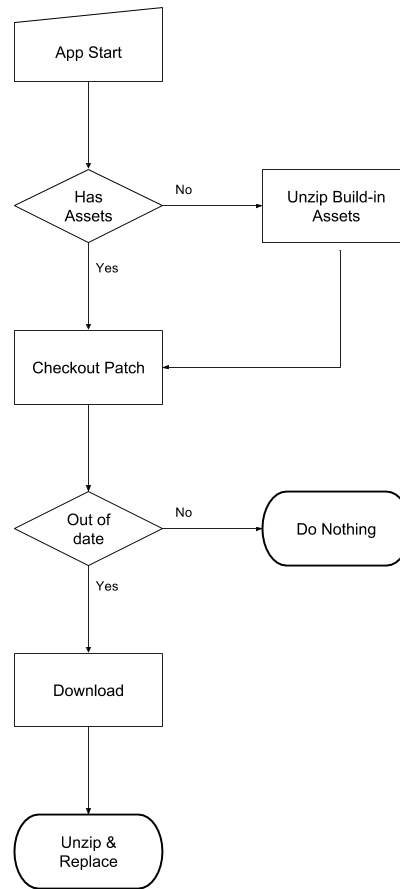 App Start
Has
Assets
No
Unzip Build-in
Assets
Yes
Checkout Patch
Out of
date
No
Do Nothing
Yes
Download
Unzip &
Replace